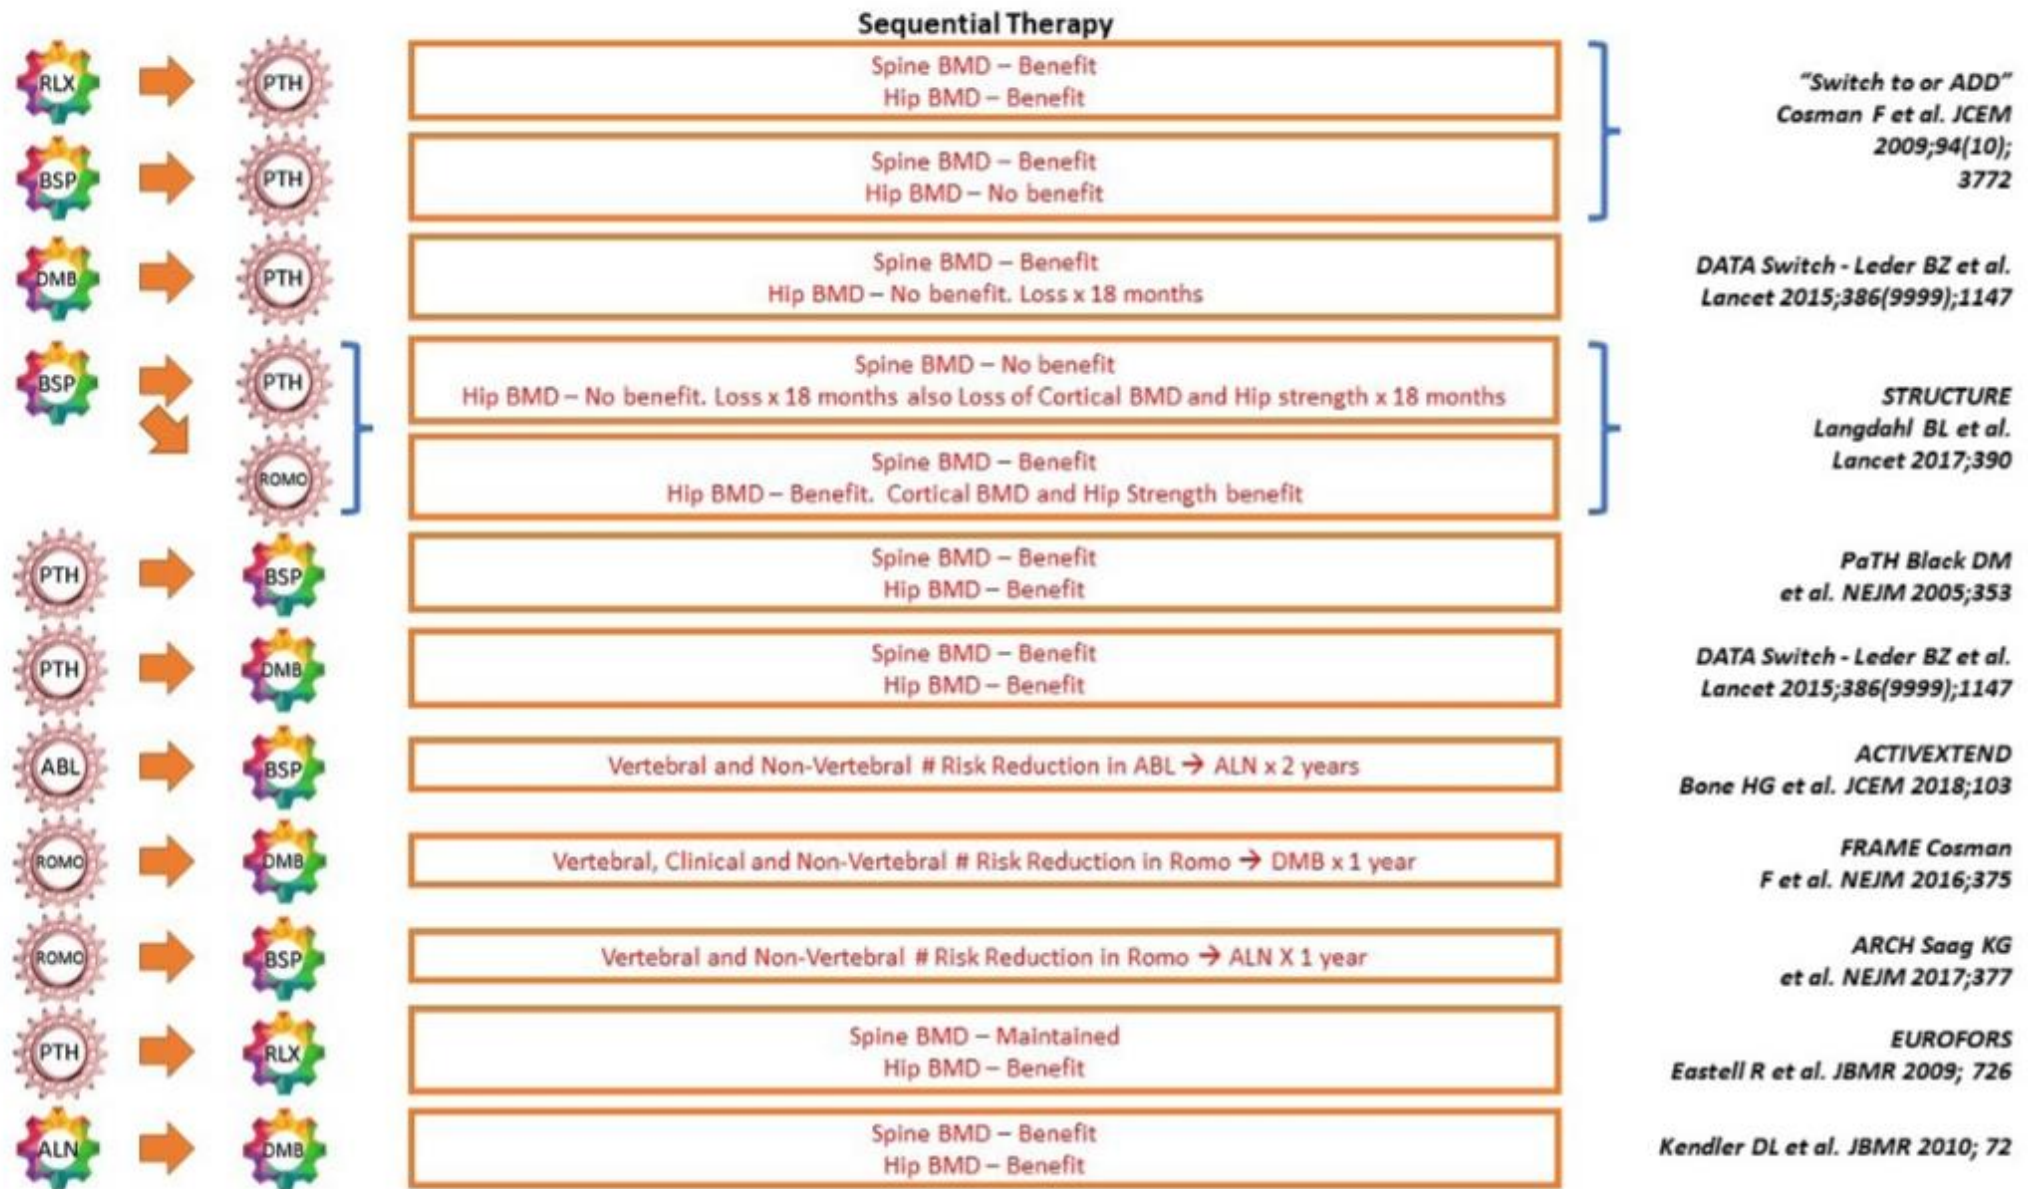 Sequential Therapy
RLX PTH
Spine BMD – Benefit
Hip BMD – Benefit
BSP PTH
Spine BMD – Benefit
Hip BMD – No benefit
"Switch to or ADD"
Cosman F et al. JCEM
2009;94(10);
3772
DMB PTH
Spine BMD – Benefit
Hip BMD – No benefit. Loss x 18 months
DATA Switch - Leder BZ et al.
Lancet 2015;386(9999);1147
BSP PTH
Spine BMD – No benefit
Hip BMD – No benefit. Loss x 18 months also Loss of Cortical BMD and Hip strength x 18 months
ROMO
Spine BMD – Benefit
Hip BMD – Benefit. Cortical BMD and Hip Strength benefit
STRUCTURE
Langdahl BL et al.
Lancet 2017;390
PTH BSP
Spine BMD – Benefit
Hip BMD – Benefit
PaTH Black DM
et al. NEJM 2005;353
PTH DMB
Spine BMD – Benefit
Hip BMD – Benefit
DATA Switch - Leder BZ et al.
Lancet 2015;386(9999);1147
ABL BSP
Vertebral and Non-Vertebral # Risk Reduction in ABL → ALN x 2 years
ACTIVEXTEND
Bone HG et al. JCEM 2018;103
ROMO DMB
Vertebral, Clinical and Non-Vertebral # Risk Reduction in Romo → DMB x 1 year
FRAME Cosman
F et al. NEJM 2016;375
ROMO BSP
Vertebral and Non-Vertebral # Risk Reduction in Romo → ALN X 1 year
ARCH Saag KG
et al. NEJM 2017;377
PTH RLX
Spine BMD – Maintained
Hip BMD – Benefit
EUROFORS
Eastell R et al. JBMR 2009; 726
ALN DMB
Spine BMD – Benefit
Hip BMD – Benefit
Kendler DL et al. JBMR 2010; 72